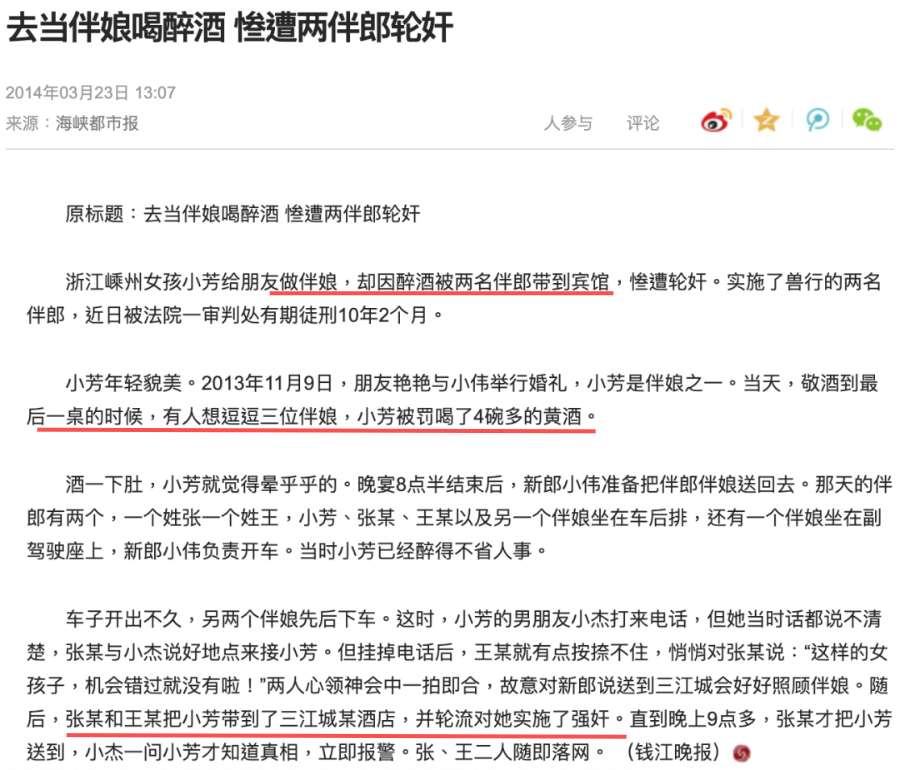 去当伴娘喝醉酒 惨遭两伴郎轮奸
2014年03月23日 13:07
来源：海峡都市报
人参与 评论
原标题：去当伴娘喝醉酒 惨遭两伴郎轮奸
浙江嵊州女孩小芳给朋友做伴娘，却因醉酒被两名伴郎带到宾馆，惨遭轮奸。实施了兽行的两名
伴郎，近日被法院一审判处有期徒刑10年2个月。
小芳年轻貌美。2013年11月9日，朋友艳艳与小伟举行婚礼，小芳是伴娘之一。当天，敬酒到最
后一桌的时候，有人想逗逗三位伴娘，小芳被罚喝了4碗多的黄酒。
酒一下肚，小芳就觉得晕乎乎的。晚宴8点半结束后，新郎小伟准备把伴郎伴娘送回去。那天的伴
郎有两个，一个姓张一个姓王，小芳、张某、王某以及另一个伴娘坐在车后排，还有一个伴娘坐在副
驾驶座上，新郎小伟负责开车。当时小芳已经醉得不省人事。
车子开出不久，另两个伴娘先后下车。这时，小芳的男朋友小杰打来电话，但她当时话都说不清
楚，张某与小杰说好地点来接小芳。但挂掉电话后，王某就有点按捺不住，悄悄对张某说：“这样的女
孩子，机会错过就没有啦！”两人心领神会中一拍即合，故意对新郎说送到三江城会好好照顾伴娘。随
后，张某和王某把小芳带到了三江城某酒店，并轮流对她实施了强奸。直到晚上9点多，张某才把小芳
送到，小杰一问小芳才知道真相，立即报警。张、王二人随即落网。 （钱江晚报）